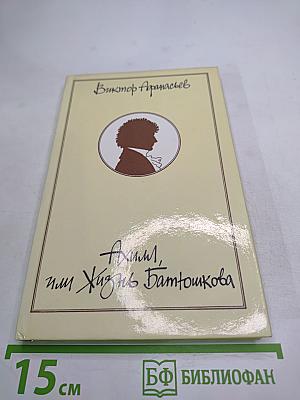 Виктор Афанасьев
Ахилл,
или Жизнь Батюшкова
15 см
БФ БИБЛИОФАН